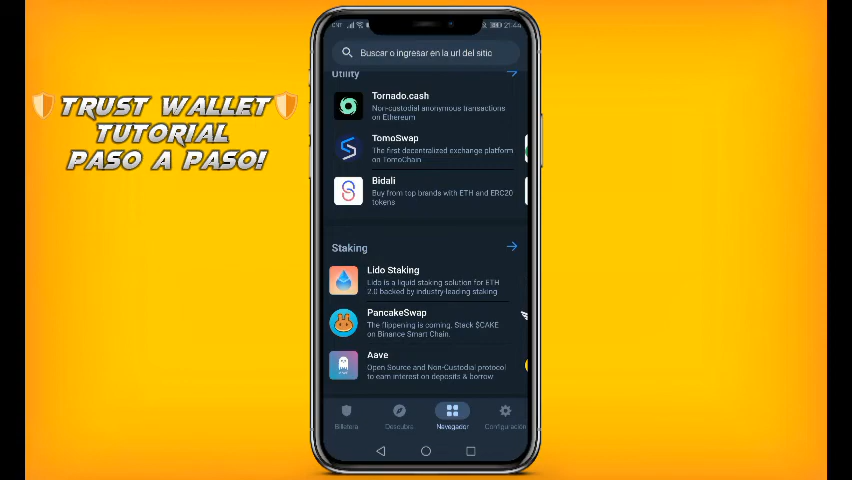 21:44
Buscar o ingresar en la url del sitic
Utility
Tornado.cash
Non-custodial anonymous transactions
on Ethereum
TomoSwap
The first decentralized exchange platform
on TomoChain
Bidali
Buy from top brands with ETH and ERC20
tokens
Staking
Lido Staking
Lido is a liquid staking solution for ETH
2.0 backed by industry-leading staking
PancakeSwap
The flippening is coming. Stack $CAKE
on Binance Smart Chain.
Aave
Open Source and Non-Custodial protocol
to earn interest on deposits & borrow
Billetera
Descubre
Navegador
Configuración
TRUST WALLET
TUTORIAL
PASO A PASO!